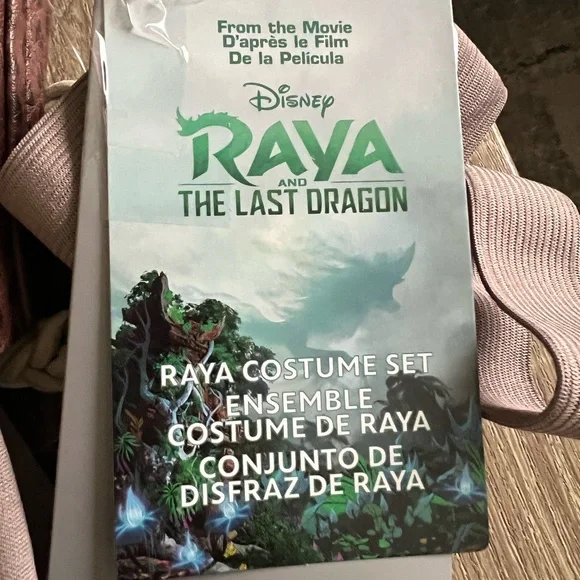 From the Movie
D'après le Film
De la Película
Disney
RAYA
AND
THE LAST DRAGON
RAYA COSTUME SET
ENSEMBLE
COSTUME DE RAYA
CONJUNTO DE
DISFRAZ DE RAYA